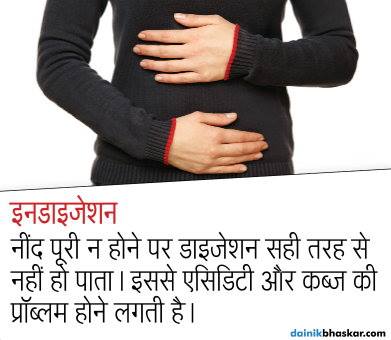 इनडाइजेशन
नींद पूरी न होने पर डाइजेशन सही तरह से
नहीं हो पाता। इससे एसिडिटी और कब्ज की
प्रॉब्लम होने लगती है।
dainikbhaskar.com